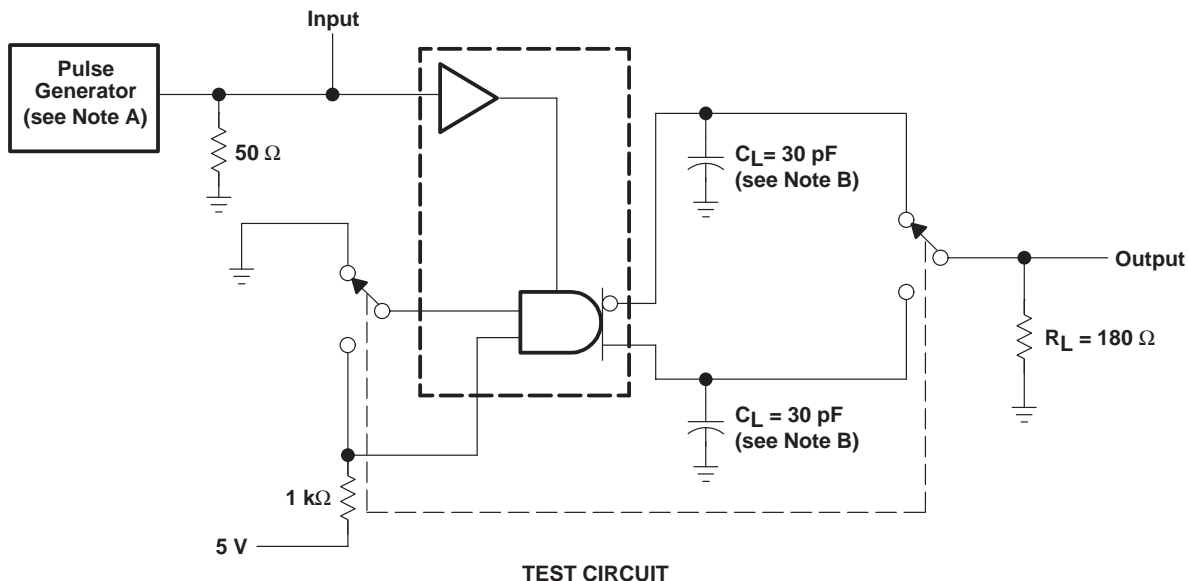 Input
Pulse
Generator
(see Note A)
50 Ω
CL= 30 pF
(see Note B)
Output
RL = 180 Ω
CL = 30 pF
(see Note B)
1 kΩ
5 V
TEST CIRCUIT